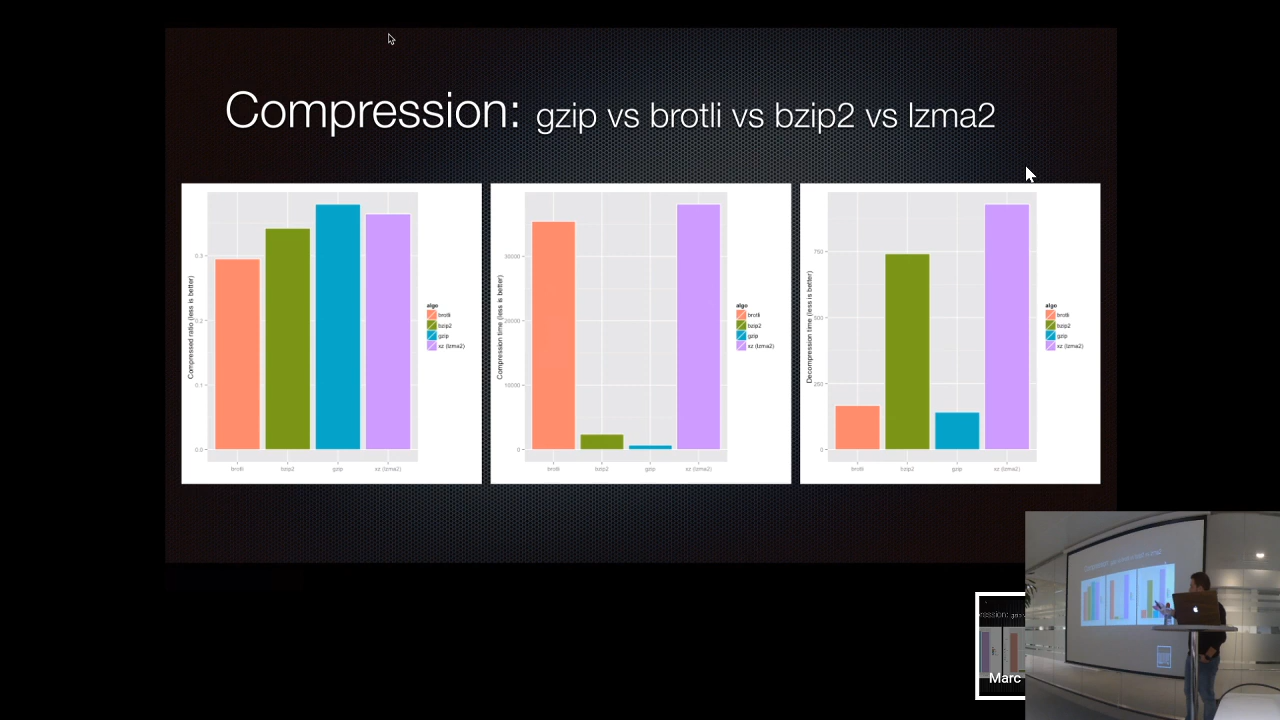 Compression: gzip vs brotli vs bzip2 vs lzma2
Compressed ratio (less is better)
0.3
0.2
0.1
0.0
brotli
bzip2
gzip
xz (lzma2)
algo
brotli
bzip2
gzip
xz (lzma2)
Compression time (less is better)
30000
20000
10000
0
brotli
bzip2
gzip
xz (lzma2)
algo
brotli
bzip2
gzip
xz (lzma2)
Decompression time (less is better)
750
500
250
0
brotli
bzip2
gzip
xz (lzma2)
algo
brotli
bzip2
gzip
xz (lzma2)
Marc